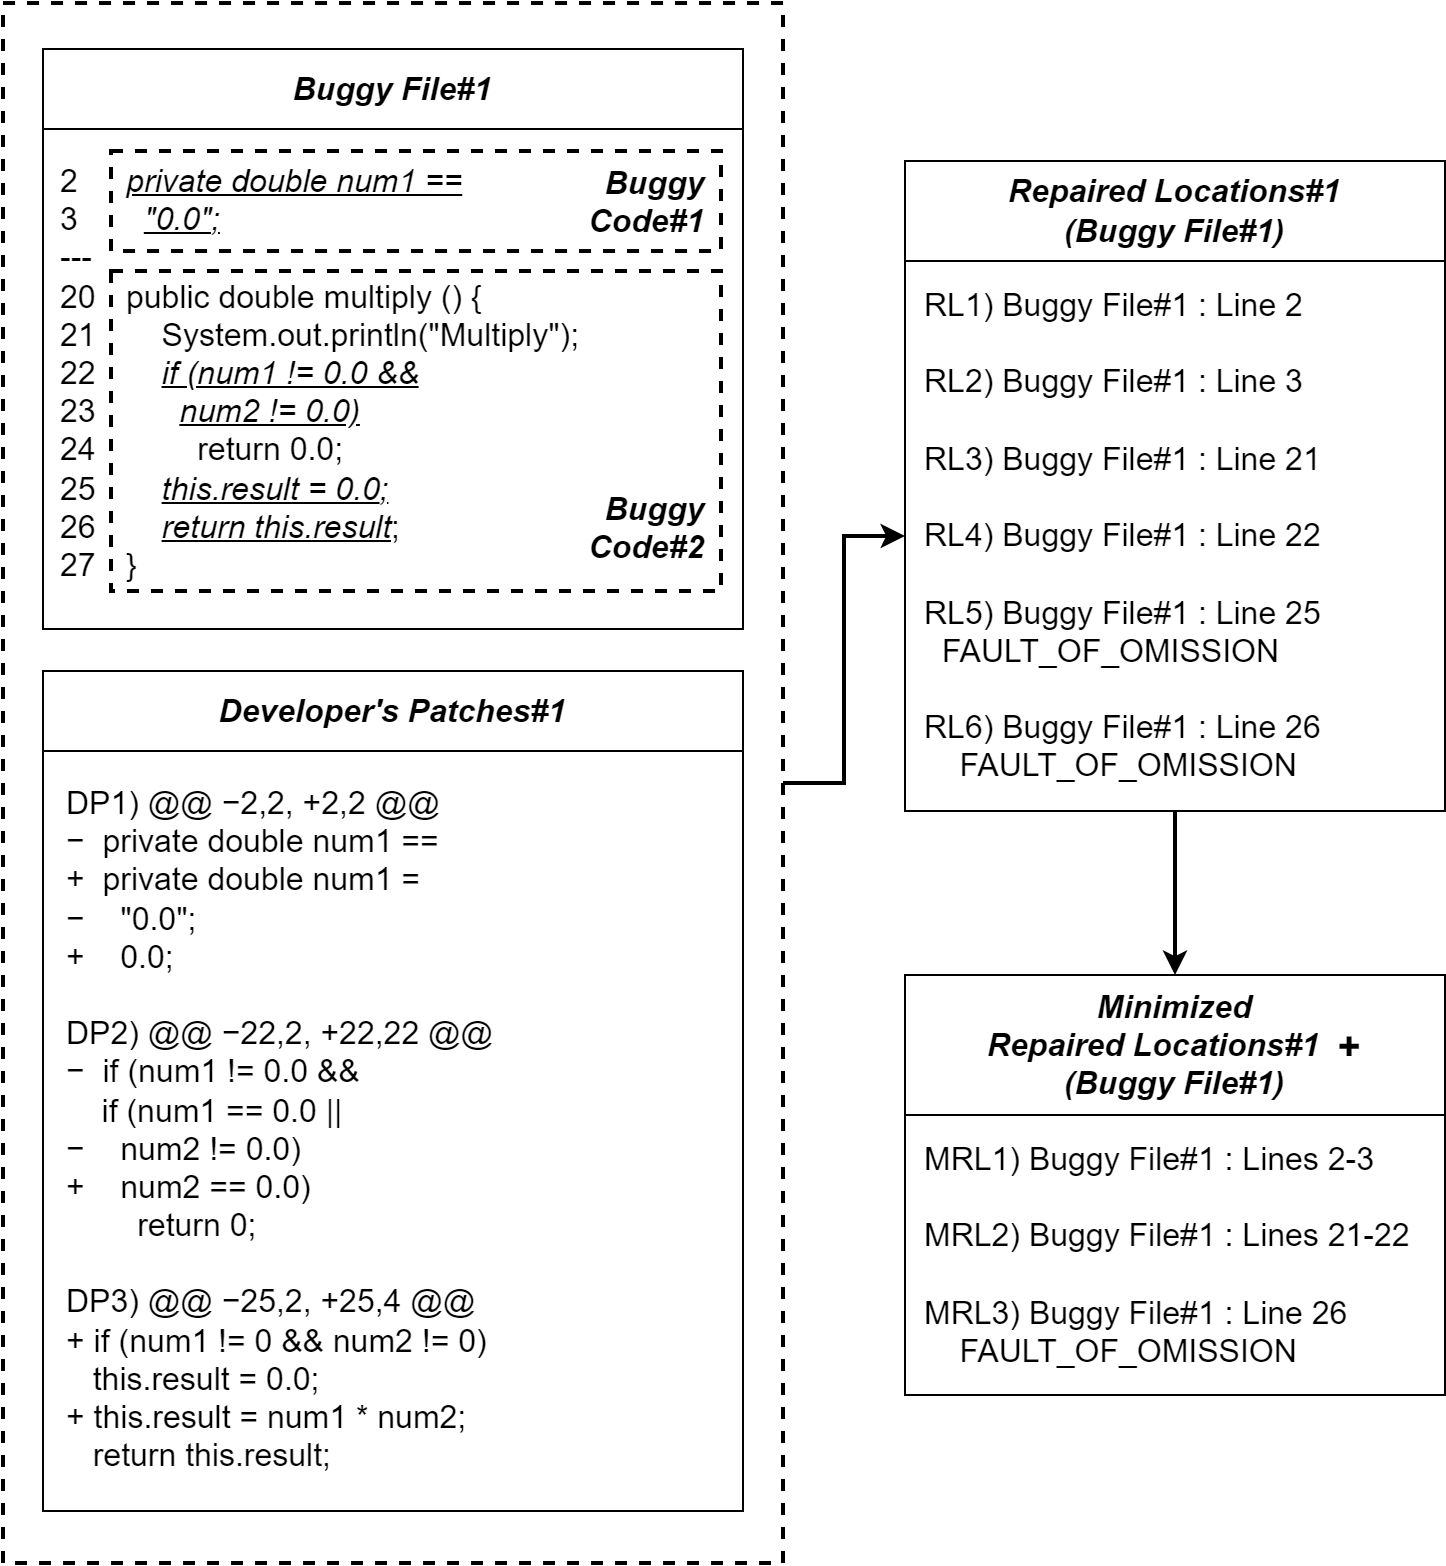 Buggy File#1
2 private double num1 ==
3 "0.0";
Buggy
Code#1
---
20 public double multiply () {
21 System.out.println("Multiply");
22 if (num1 != 0.0 &&
23 num2 != 0.0)
24 return 0.0;
25 this.result = 0.0;
26 return this.result;
27 }
Buggy
Code#2
Developer's Patches#1
DP1) @@ −2,2, +2,2 @@
− private double num1 ==
+ private double num1 =
− "0.0";
+ 0.0;
DP2) @@ −22,2, +22,22 @@
− if (num1 != 0.0 &&
if (num1 == 0.0 ||
− num2 != 0.0)
+ num2 == 0.0)
return 0;
DP3) @@ −25,2, +25,4 @@
+ if (num1 != 0 && num2 != 0)
this.result = 0.0;
+ this.result = num1 * num2;
return this.result;
Repaired Locations#1
(Buggy File#1)
RL1) Buggy File#1 : Line 2
RL2) Buggy File#1 : Line 3
RL3) Buggy File#1 : Line 21
RL4) Buggy File#1 : Line 22
RL5) Buggy File#1 : Line 25
FAULT_OF_OMISSION
RL6) Buggy File#1 : Line 26
FAULT_OF_OMISSION
Minimized
Repaired Locations#1 +
(Buggy File#1)
MRL1) Buggy File#1 : Lines 2-3
MRL2) Buggy File#1 : Lines 21-22
MRL3) Buggy File#1 : Line 26
FAULT_OF_OMISSION